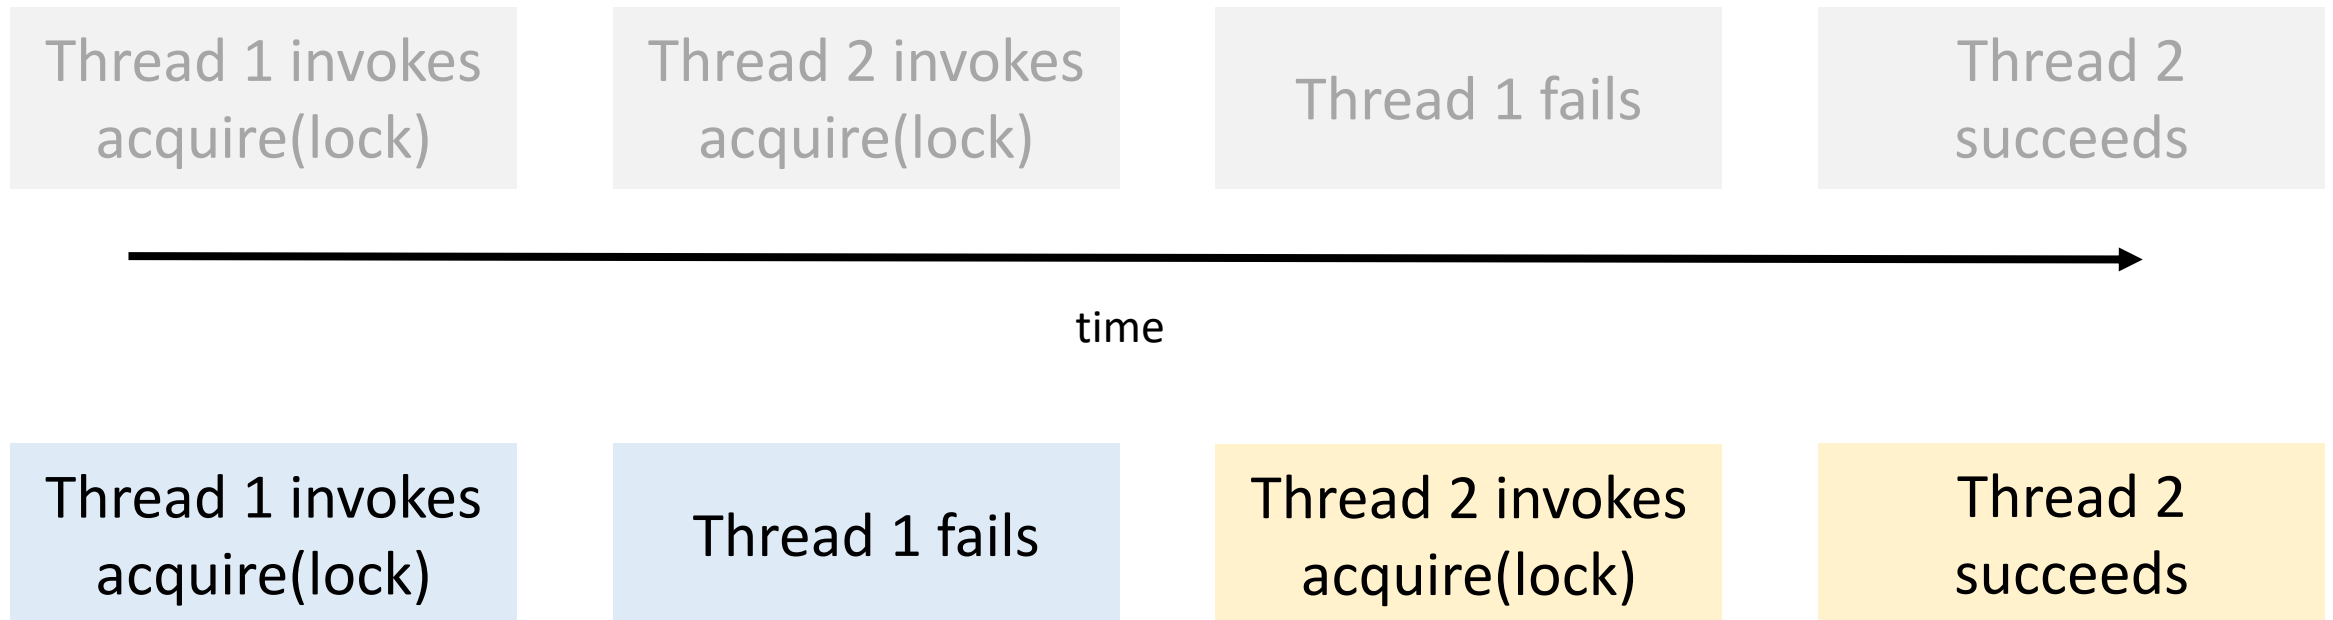 Thread 1 invokes
acquire(lock)
Thread 2 invokes
acquire(lock)
Thread 1 fails
Thread 2
succeeds
time
Thread 1 invokes
acquire(lock)
Thread 1 fails
Thread 2 invokes
acquire(lock)
Thread 2
succeeds